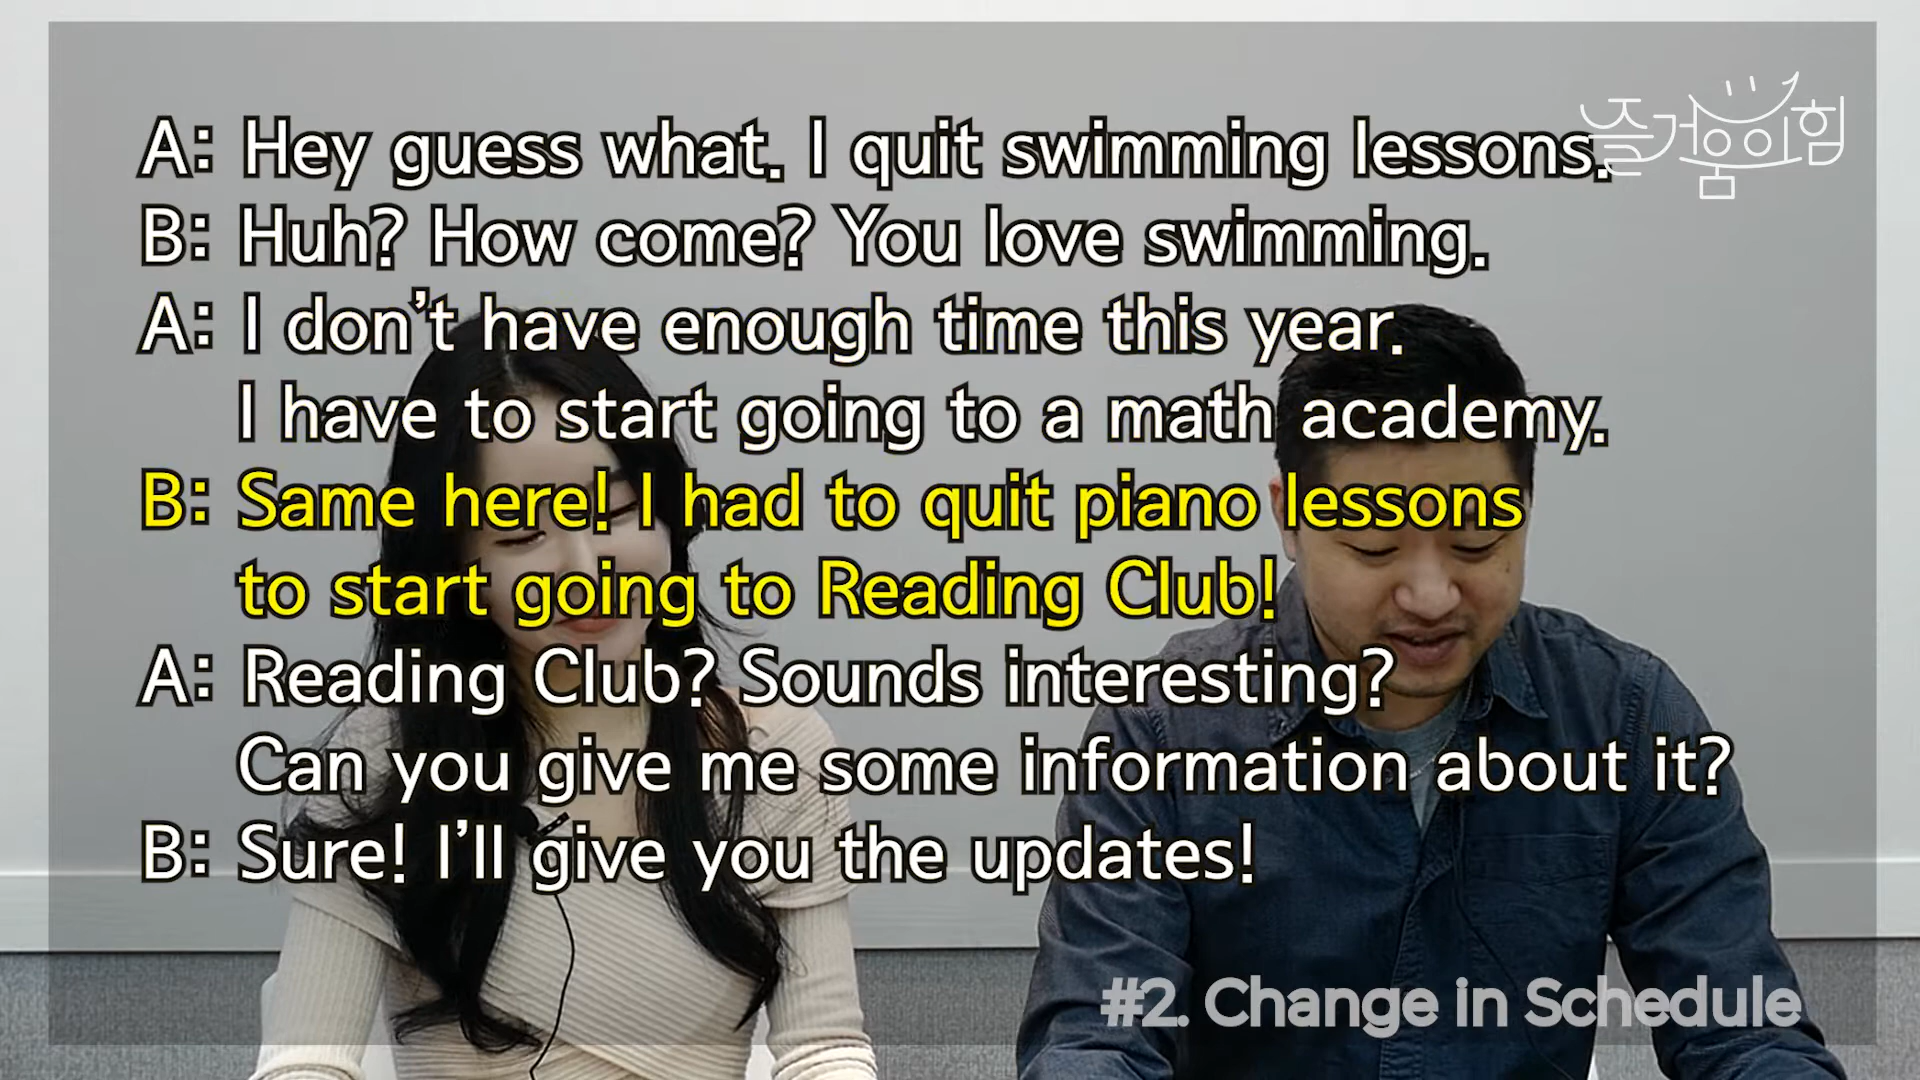 즐거움의힘
A: Hey guess what. I quit swimming lessons.
B: Huh? How come? You love swimming.
A: I don’t have enough time this year.
I have to start going to a math academy.
B: Same here! I had to quit piano lessons
to start going to Reading Club!
A: Reading Club? Sounds interesting?
Can you give me some information about it?
B: Sure! I’ll give you the updates!
#2. Change in Schedule